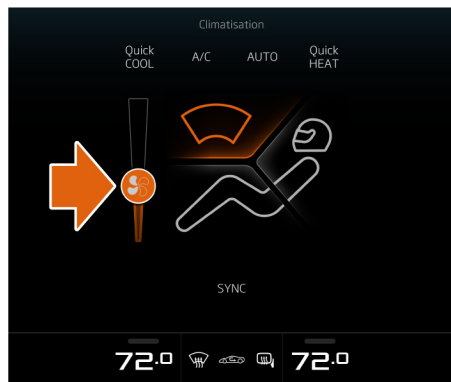 Climatisation
Quick
COOL
A/C
AUTO
Quick
HEAT
SYNC
72.0
72.0